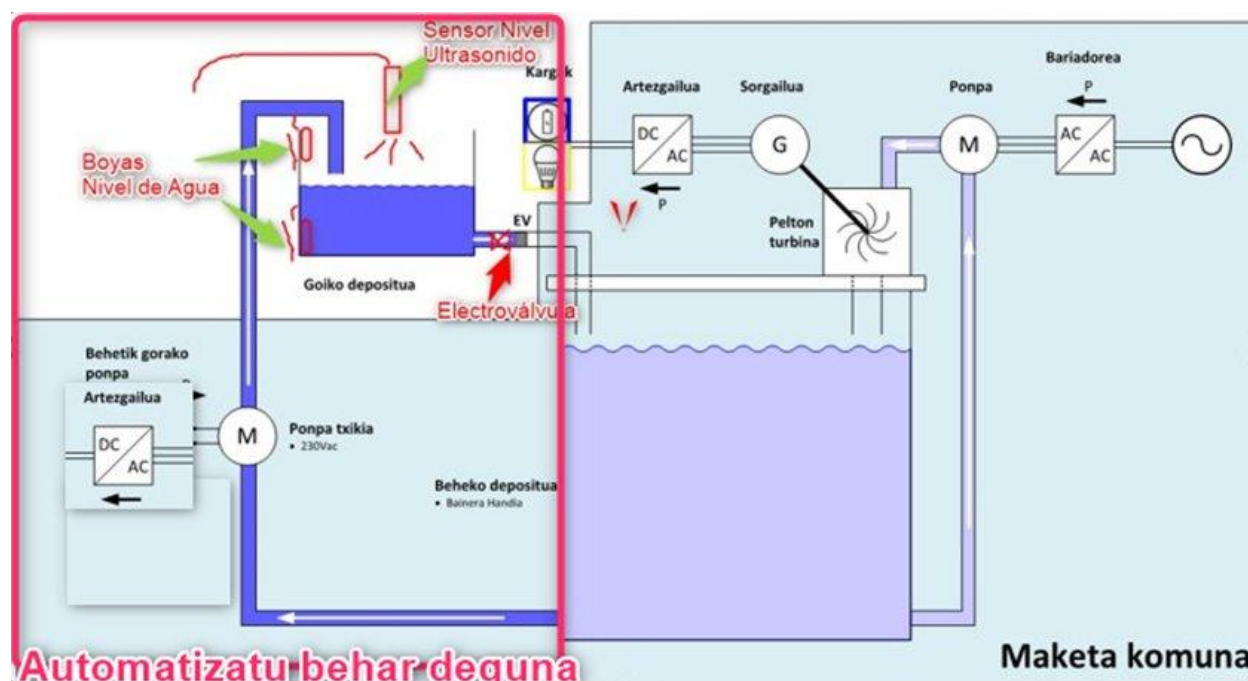 Sensor Nivel
Ultrasonido
Kargak
Artezgailua
Sorgailua
Ponpa
Bariadorea
P
DC
AC
G
M
AC
AC
P
Boyas
Nivel de Agua
EV
Pelton
turbina
Goiko depositua
Electroválvula
Behetik gorako
ponpa
Artezgailua
DC
AC
M
Ponpa txikia
• 230Vac
Beheko depositua
• Bainera Handia
Automatizatu behar deguna
Maketa komuna